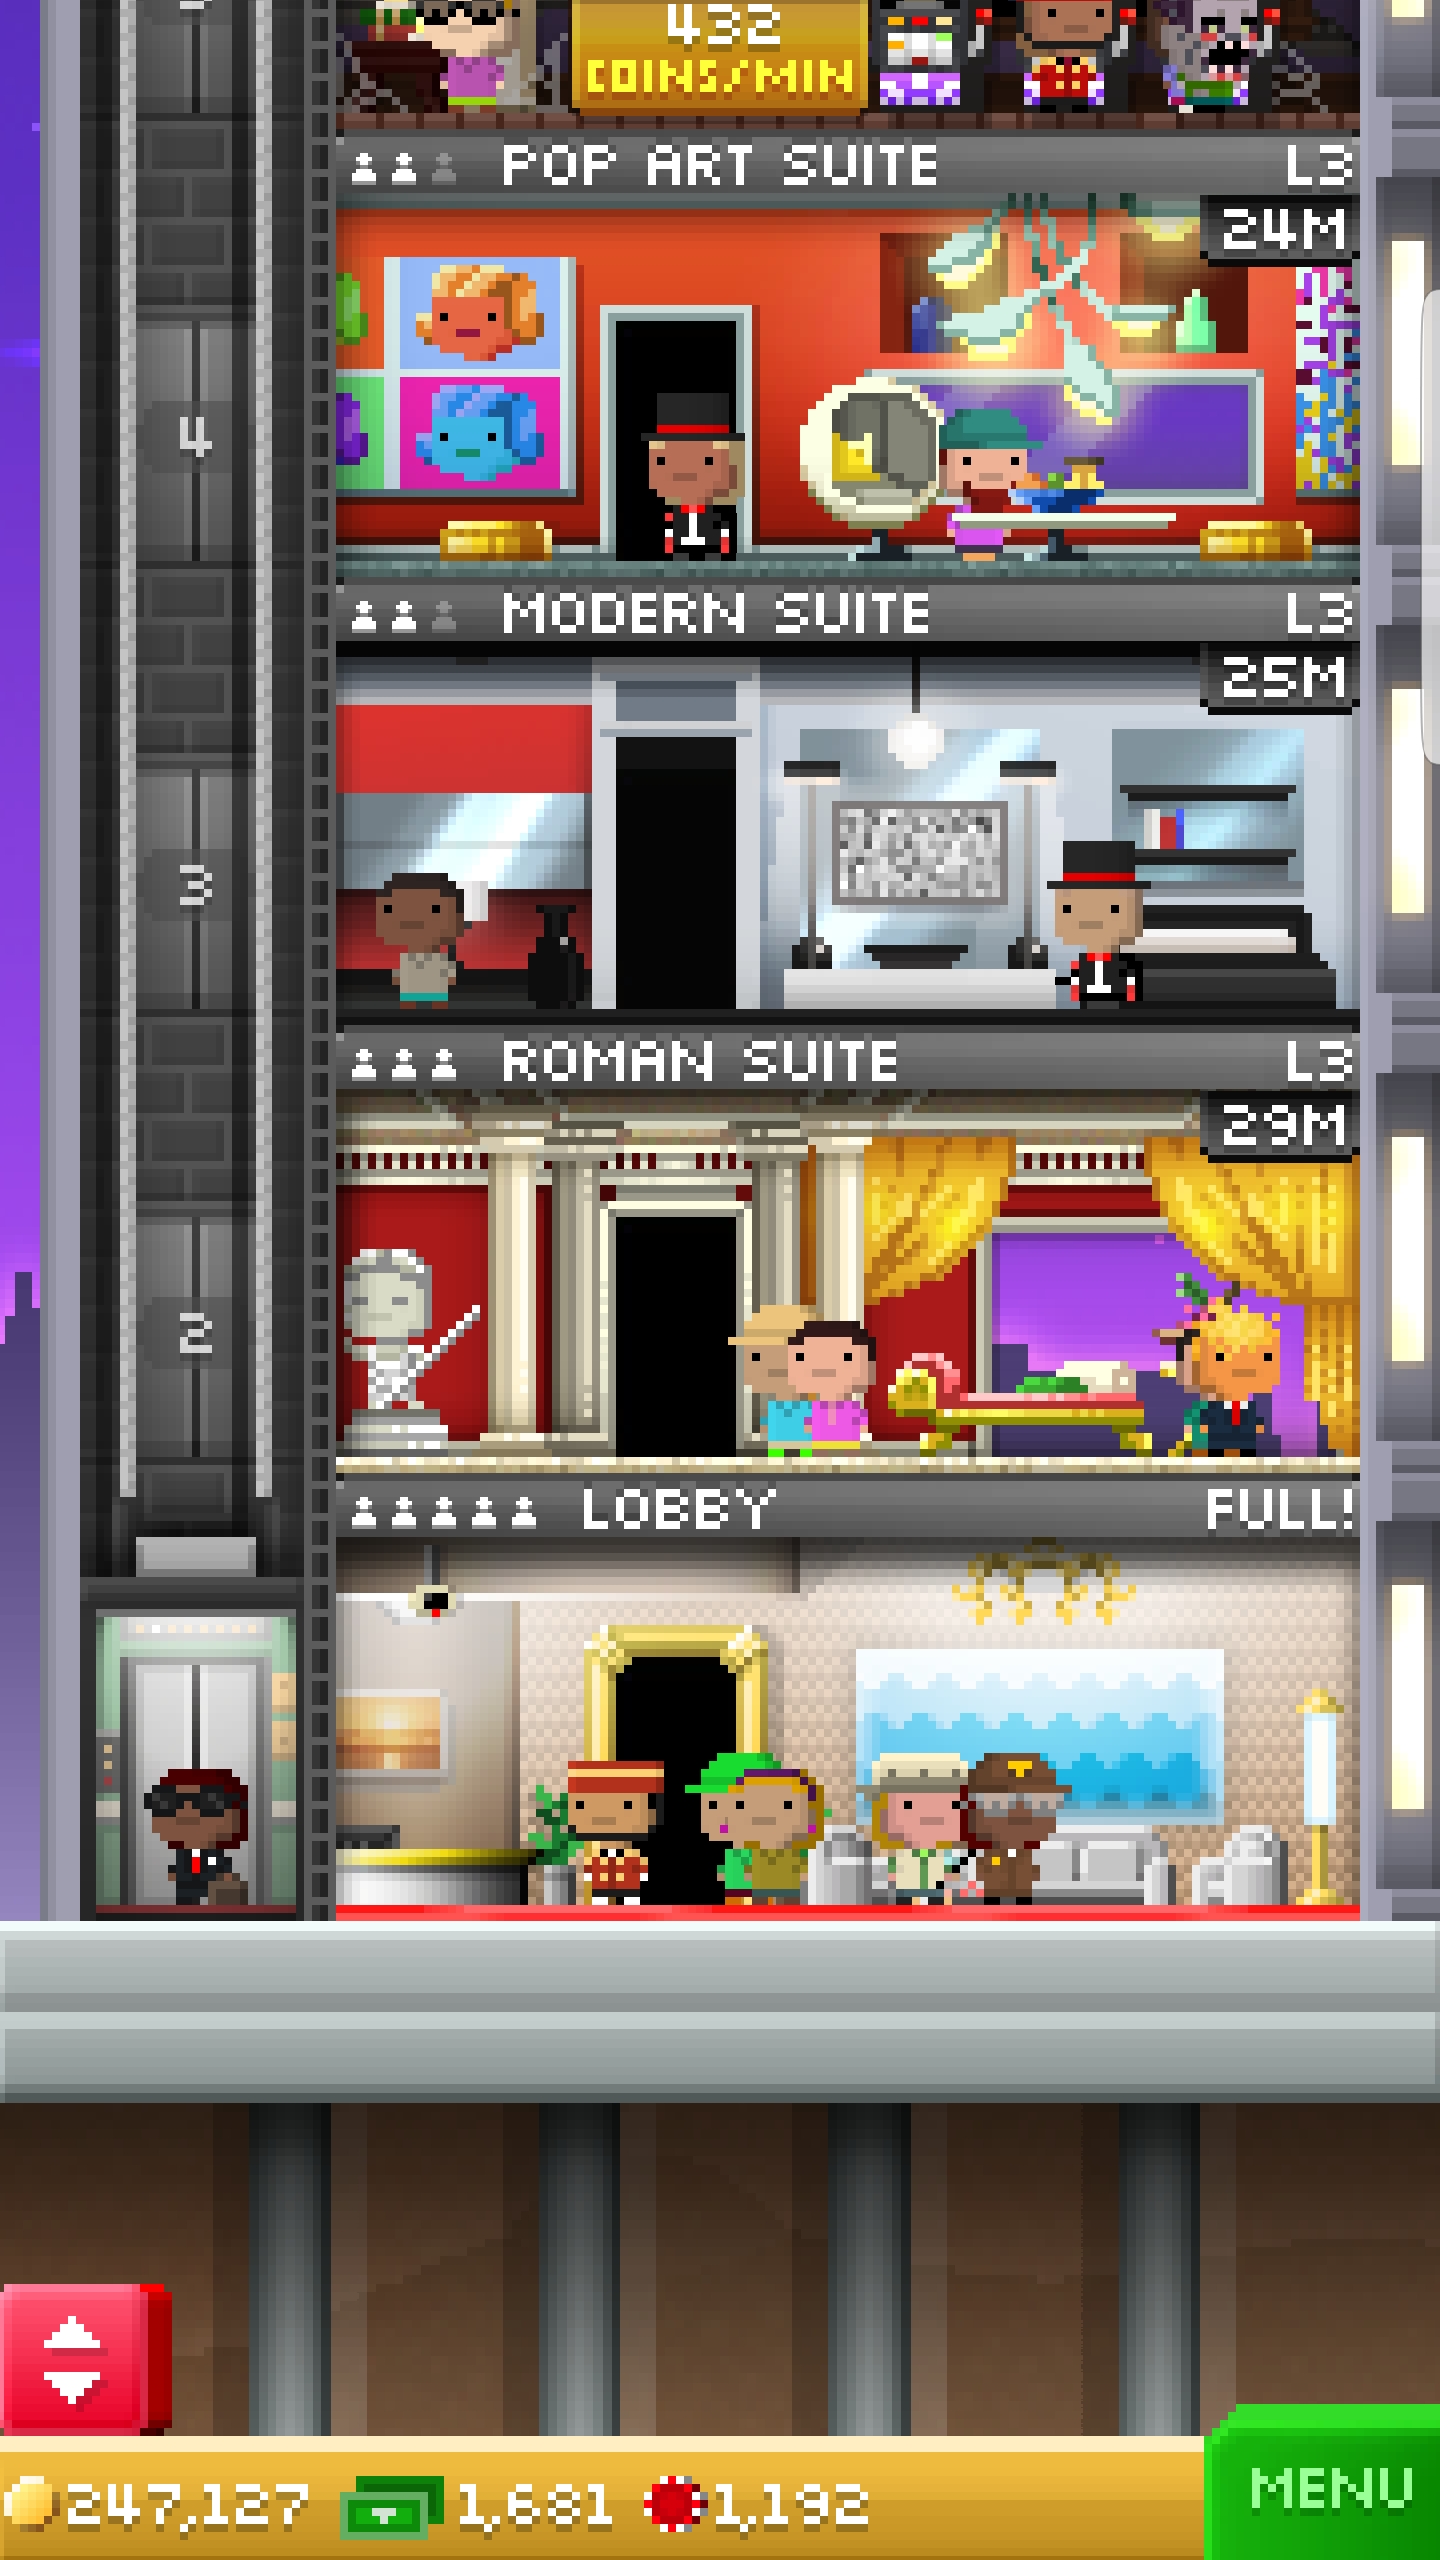 432
COINS/MIN
POP ART SUITE L3
24M
4
MODERN SUITE L3
25M
3
ROMAN SUITE L3
29M
2
LOBBY FULL!
247,127 1,681 1,192
MENU